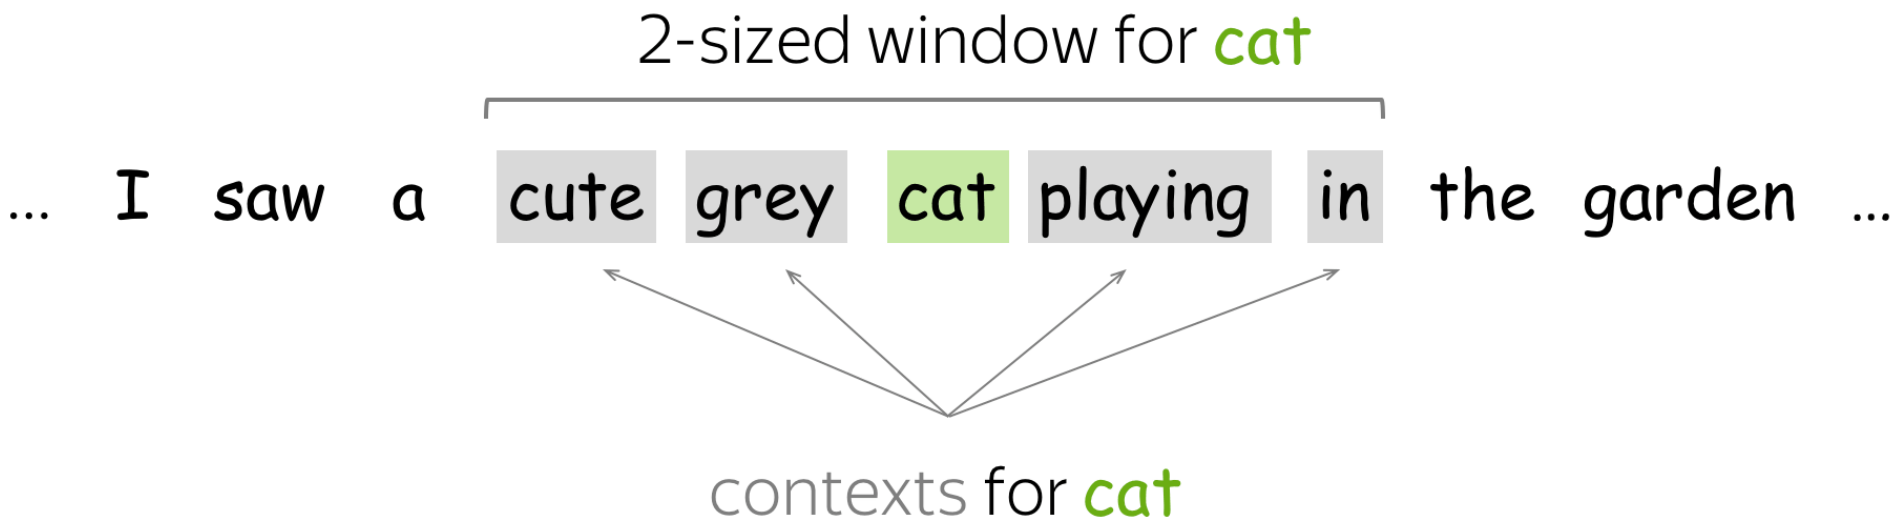 2-sized window for cat
... I saw a cute grey cat playing in the garden ...
contexts for cat